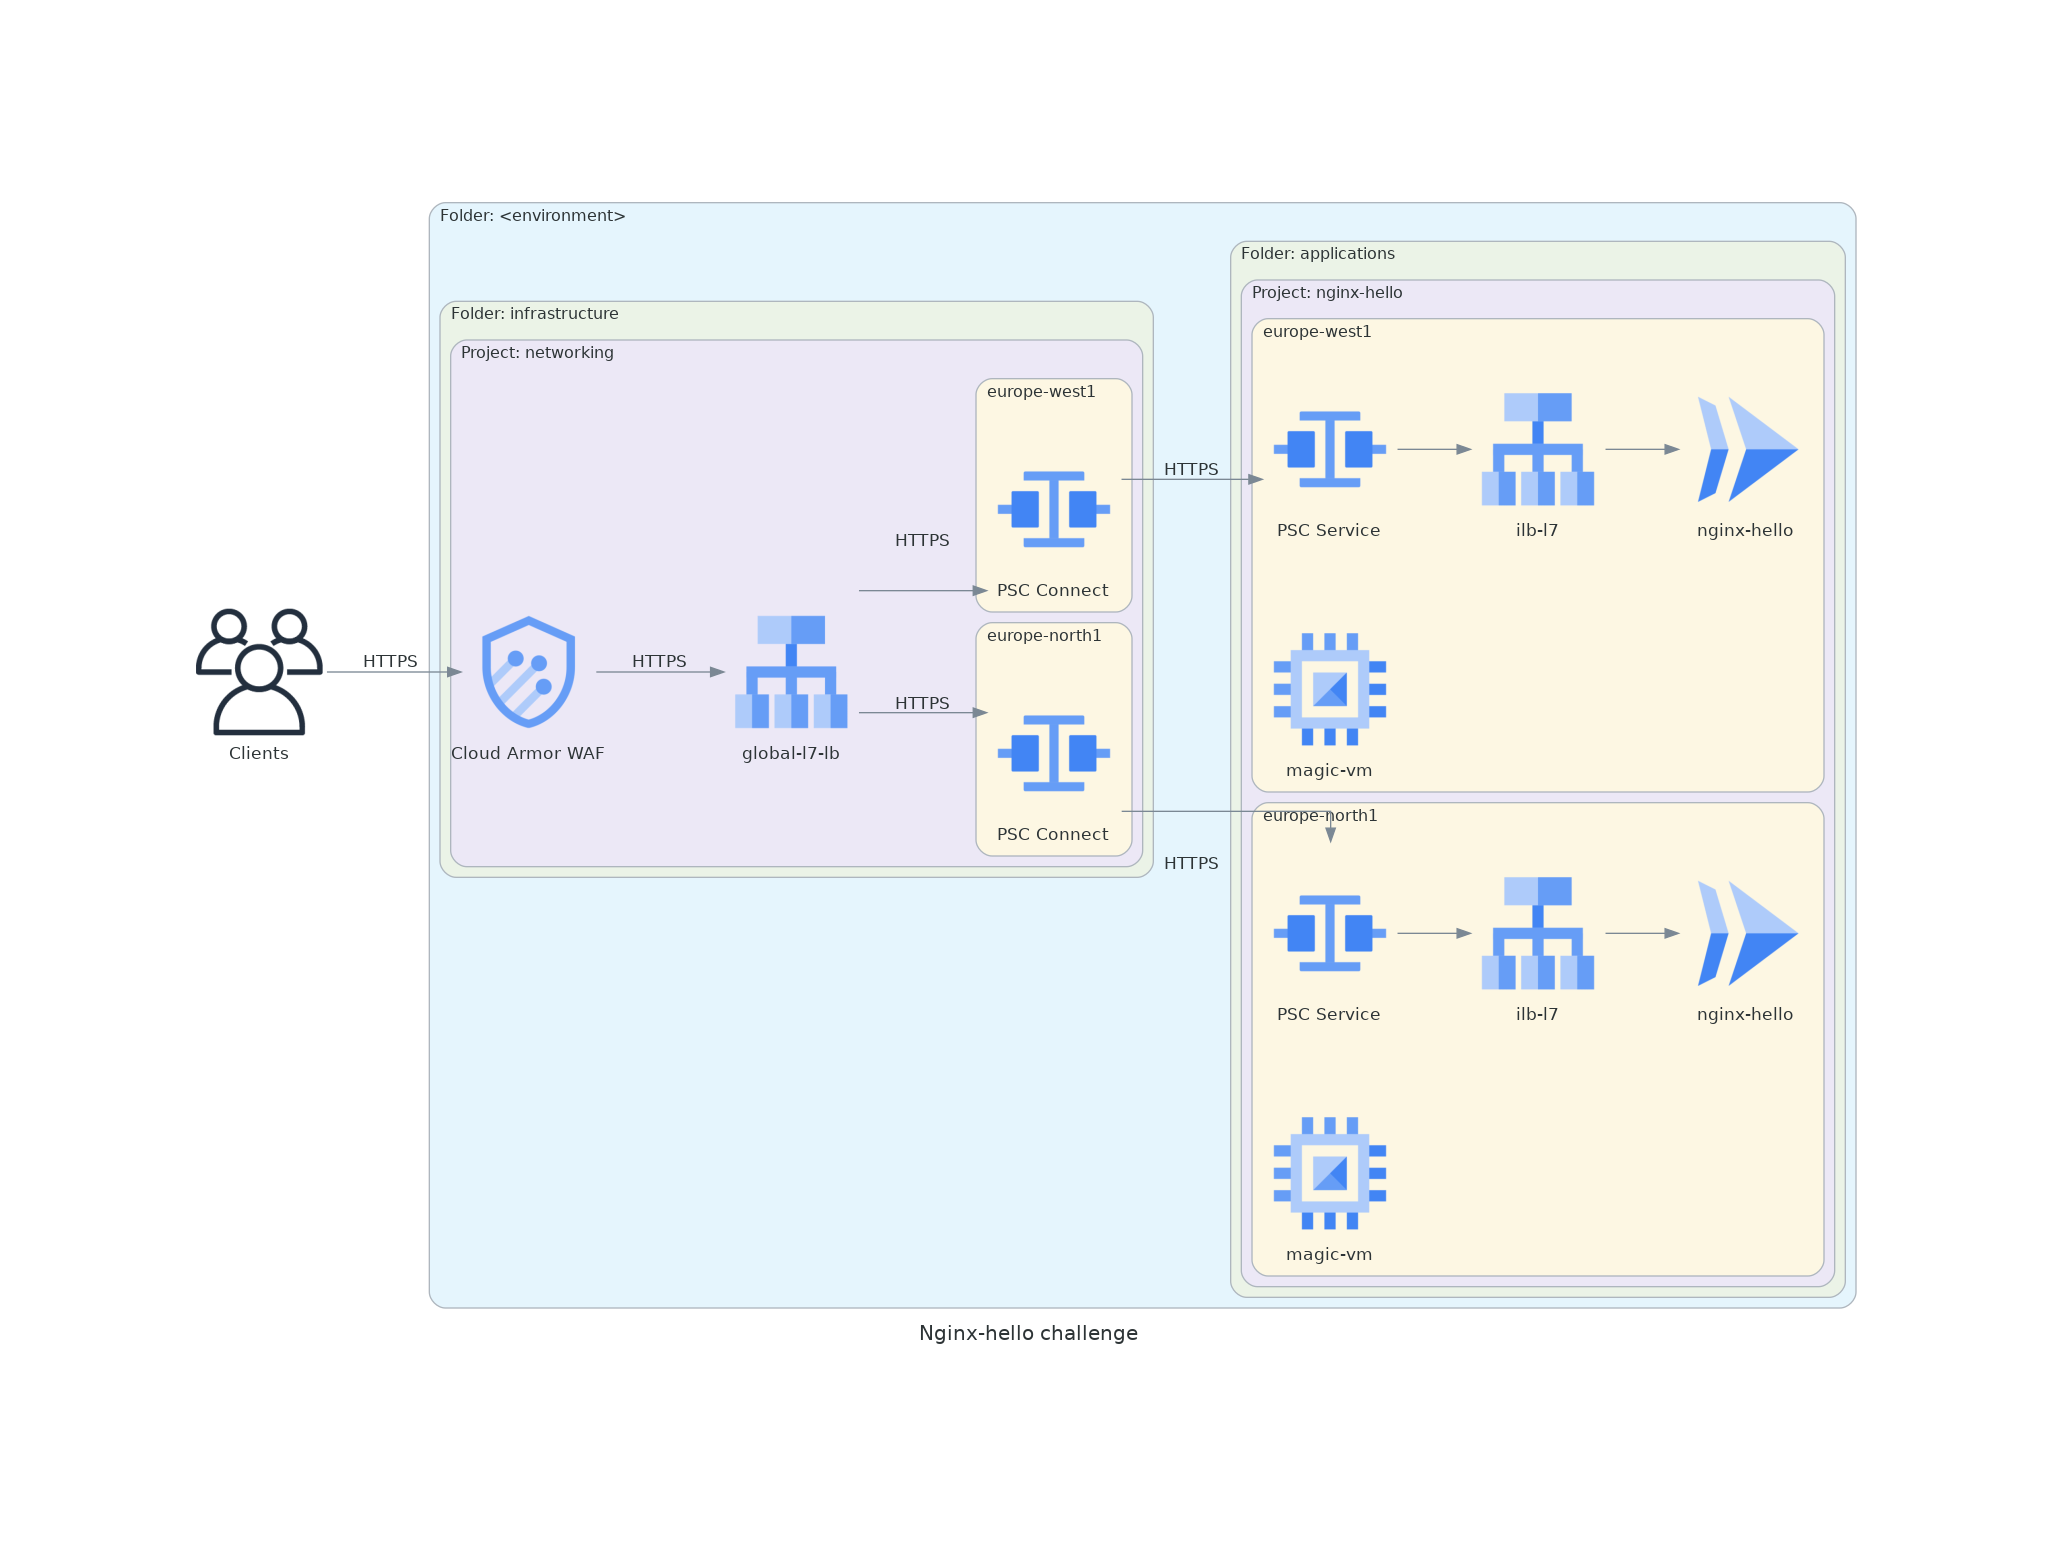 Folder: <environment>
Folder: applications
Project: nginx-hello
Folder: infrastructure
europe-west1
Project: networking
europe-west1
HTTPS
PSC Service
ilb-l7
nginx-hello
HTTPS
PSC Connect
europe-north1
HTTPS
HTTPS
HTTPS
Clients
Cloud Armor WAF
global-l7-lb
magic-vm
europe-north1
PSC Connect
HTTPS
PSC Service
ilb-l7
nginx-hello
magic-vm
Nginx-hello challenge